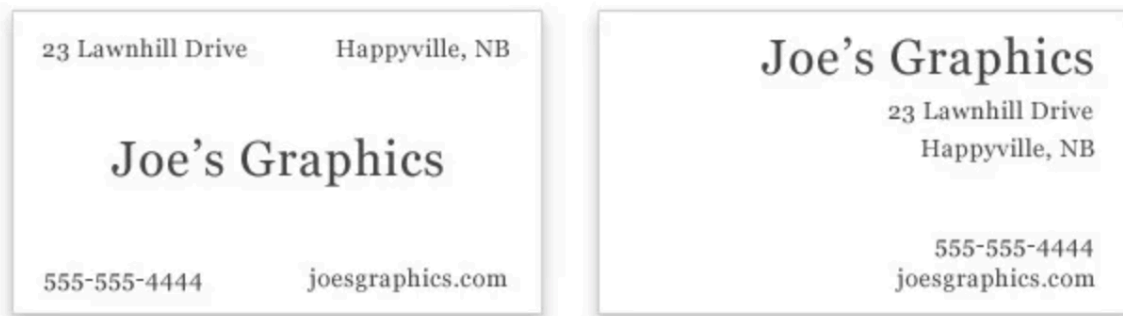 23 Lawnhill Drive Happyville, NB
Joe’s Graphics
555-555-4444 joesgraphics.com
Joe’s Graphics
23 Lawnhill Drive
Happyville, NB
555-555-4444
joesgraphics.com